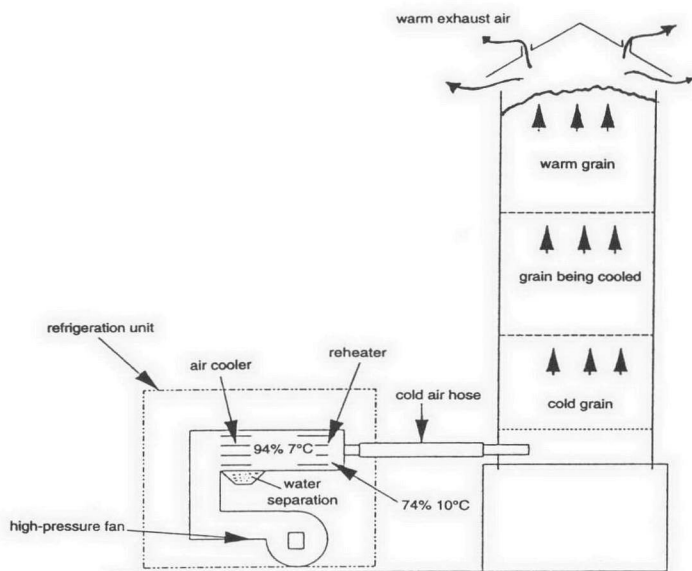 warm exhaust air
warm grain
grain being cooled
refrigeration unit
air cooler
reheater
cold air hose
cold grain
94% 7°C
water
separation
74% 10°C
high-pressure fan